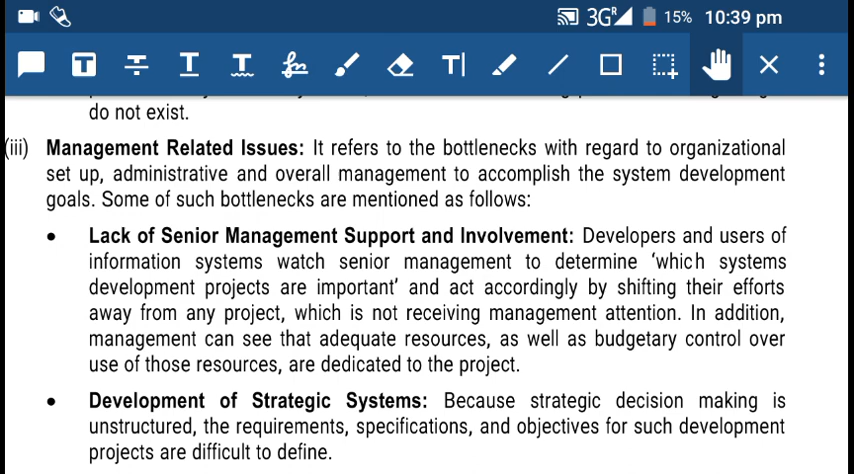 3G R 15% 10:39 pm
T T T T T
do not exist.
(iii) Management Related Issues: It refers to the bottlenecks with regard to organizational
set up, administrative and overall management to accomplish the system development
goals. Some of such bottlenecks are mentioned as follows:
• Lack of Senior Management Support and Involvement: Developers and users of
information systems watch senior management to determine ‘which systems
development projects are important’ and act accordingly by shifting their efforts
away from any project, which is not receiving management attention. In addition,
management can see that adequate resources, as well as budgetary control over
use of those resources, are dedicated to the project.
• Development of Strategic Systems: Because strategic decision making is
unstructured, the requirements, specifications, and objectives for such development
projects are difficult to define.